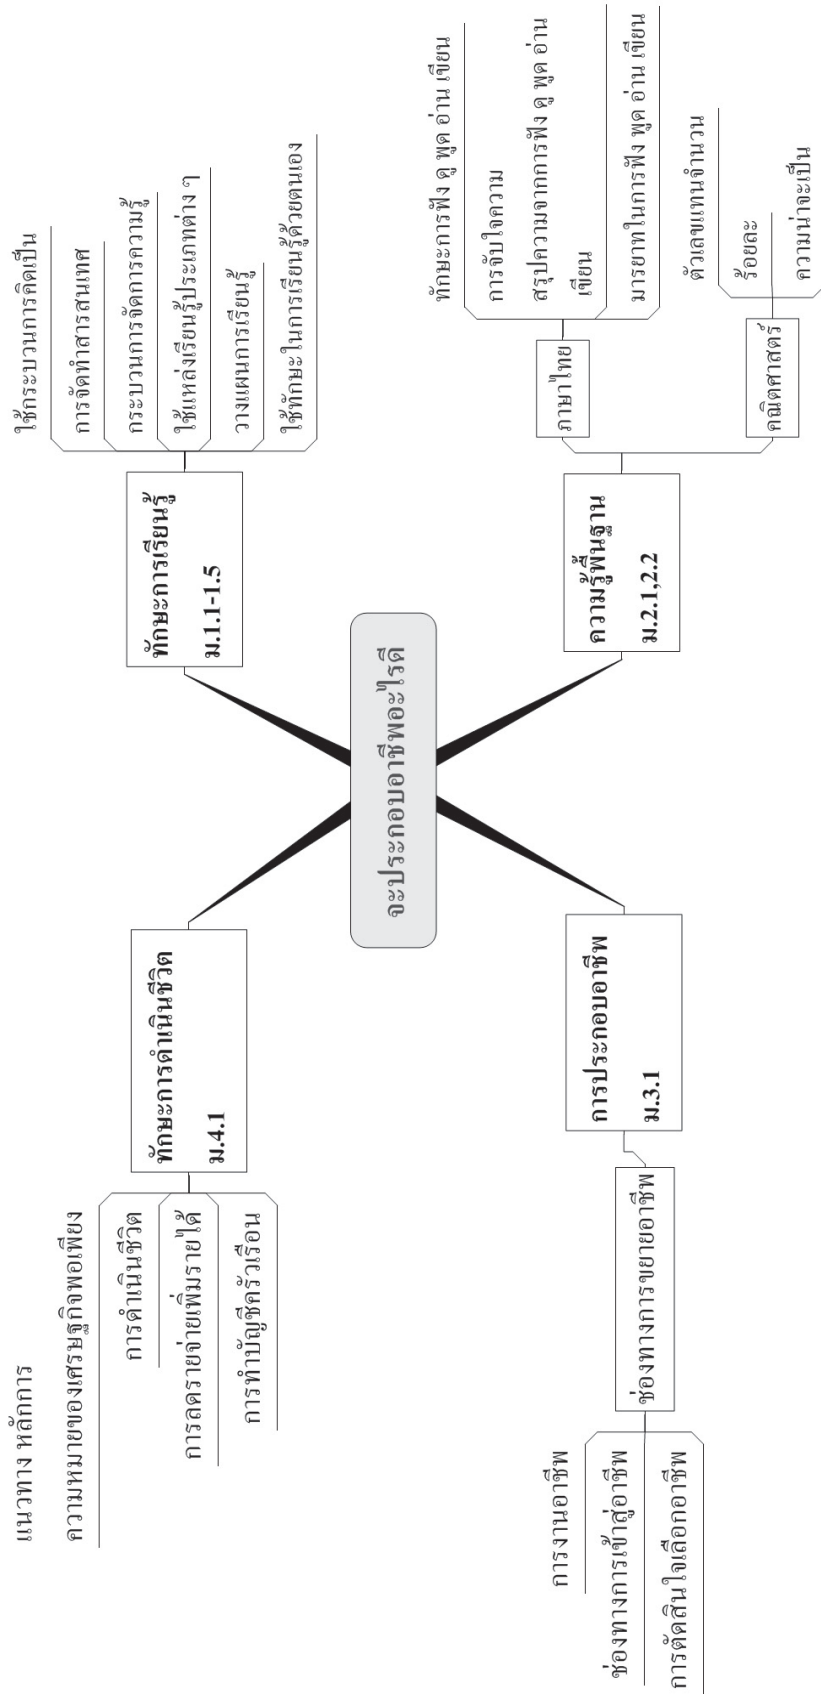 แนวทาง หลักการ
ความหมายของเศรษฐกิจพอเพียง
การดำเนินชีวิต
การลดรายจ่ายเพิ่มรายได้
การทำบัญชีครัวเรือน
ทักษะการดำเนินชีวิต
ม.4.1
ใช้กระบวนการคิดเป็น
การจัดทำสารสนเทศ
กระบวนการจัดการความรู้
ใช้แหล่งเรียนรู้ประเภทต่าง ๆ
วางแผนการเรียนรู้
ใช้ทักษะในการเรียนรู้ด้วยตนเอง
ทักษะการเรียนรู้
ม.1.1-1.5
จะประกอบอาชีพอะไรดี
การประกอบอาชีพ
ม.3.1
ช่องทางการขยายอาชีพ
การงานอาชีพ
ช่องทางการเข้าสู่อาชีพ
การตัดสินใจเลือกอาชีพ
ความรู้พื้นฐาน
ม.2.1,2.2
ภาษาไทย
ทักษะการฟัง ดู พูด อ่าน เขียน
การจับใจความ
สรุปความจากการฟัง ดู พูด อ่าน
เขียน
มารยาทในการฟัง พูด อ่าน เขียน
คณิตศาสตร์
ตัวเลขแทนจำนวน
ร้อยละ
ความน่าจะเป็น